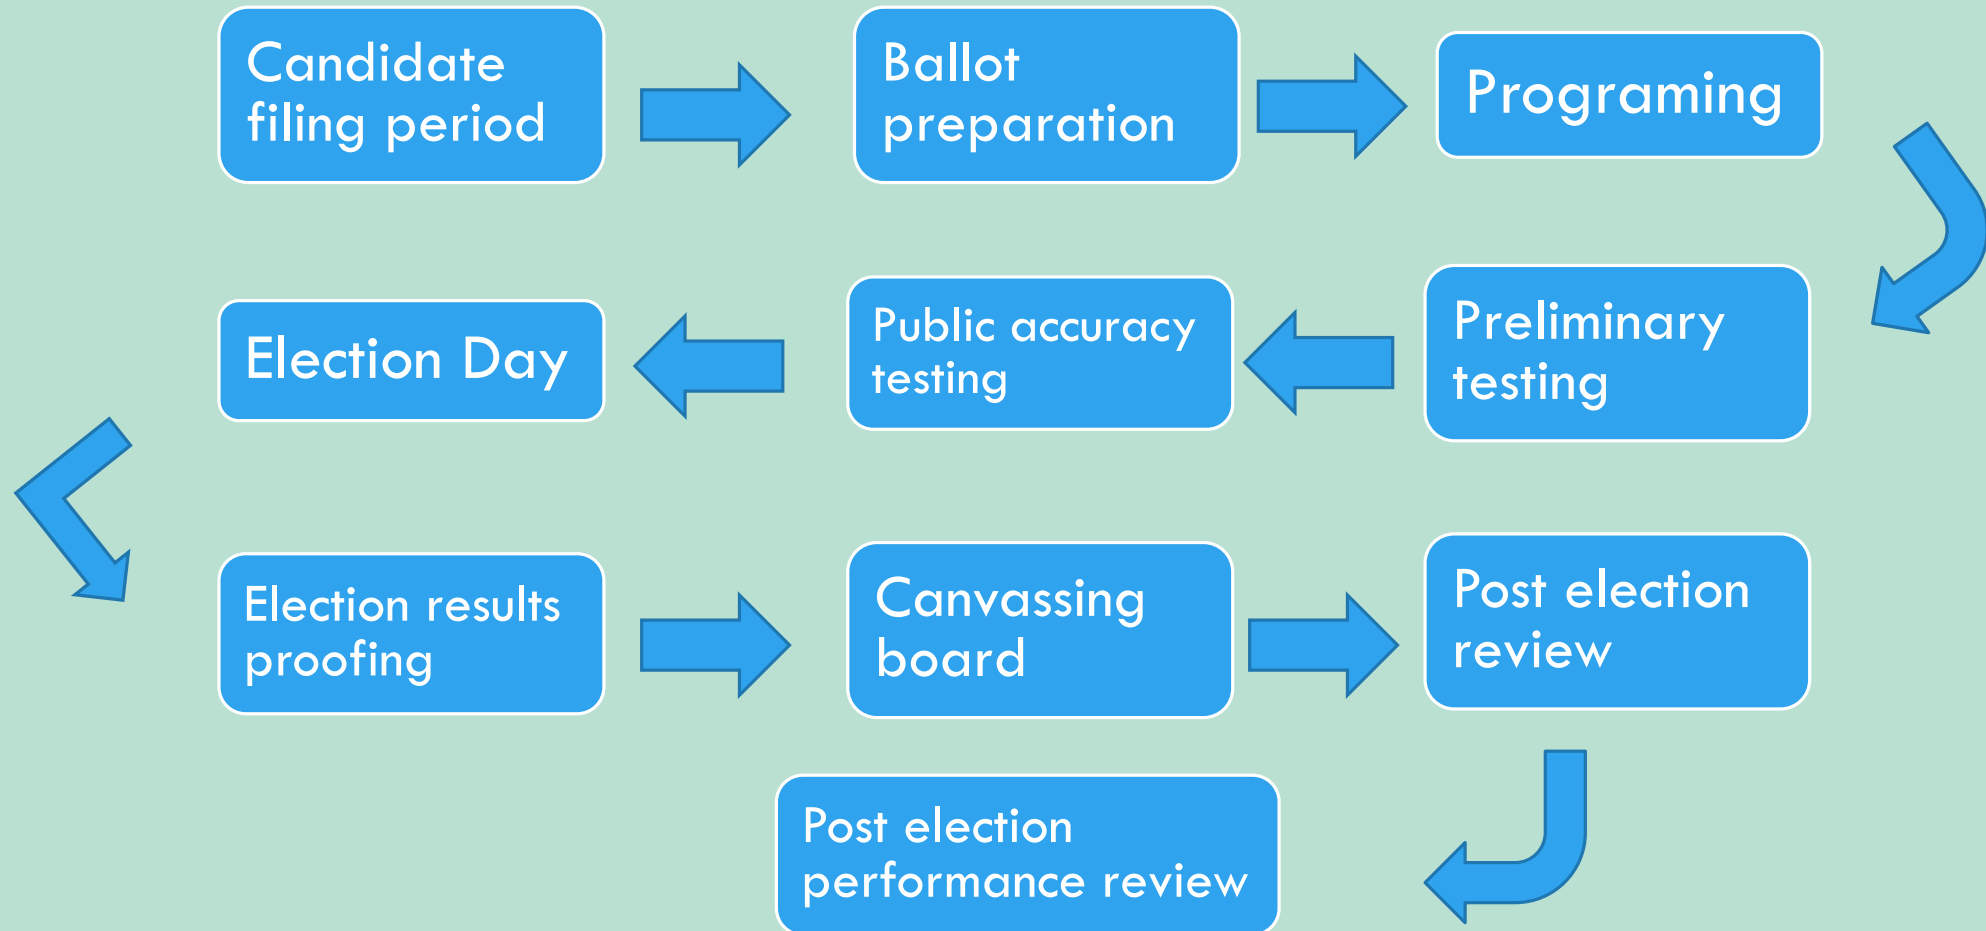 Candidate
filing period
Ballot
preparation
Programing
Preliminary
testing
Public accuracy
testing
Election Day
Election results
proofing
Canvassing
board
Post election
review
Post election
performance review